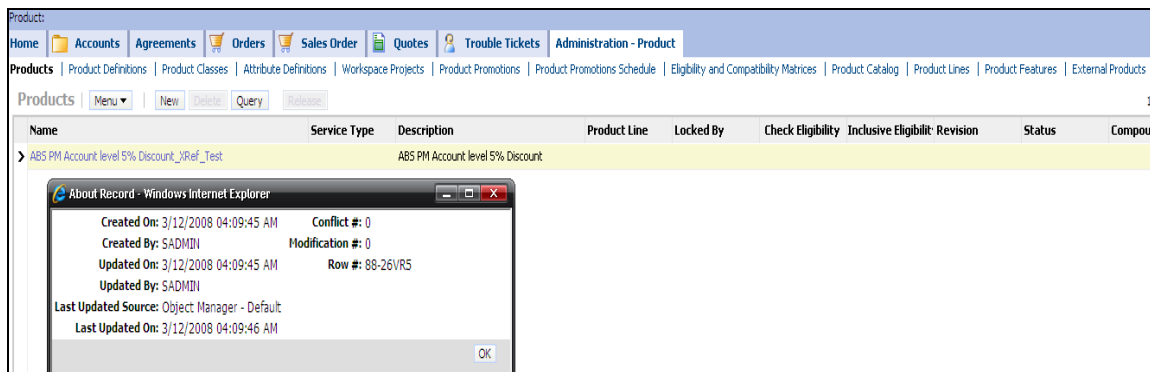 Product:
Home Accounts Agreements Orders Sales Order Quotes Trouble Tickets Administration - Product
Products | Product Definitions | Product Classes | Attribute Definitions | Workspace Projects | Product Promotions | Product Promotions Schedule | Eligibility and Compatibility Matrices | Product Catalog | Product Lines | Product Features | External Products
Products | Menu ▾ | New Delete Query Release 1
Name Service Type Description Product Line Locked By Check Eligibility Inclusive Eligibilit Revision Status Compou
AB5 PM Account level 5% Discount_XRef_Test AB5 PM Account level 5% Discount
About Record - Windows Internet Explorer
Created On: 3/12/2008 04:09:45 AM Conflict #: 0
Created By: SADMIN Modification #: 0
Updated On: 3/12/2008 04:09:45 AM Row #: 88-26VR5
Updated By: SADMIN
Last Updated Source: Object Manager - Default
Last Updated On: 3/12/2008 04:09:46 AM
OK